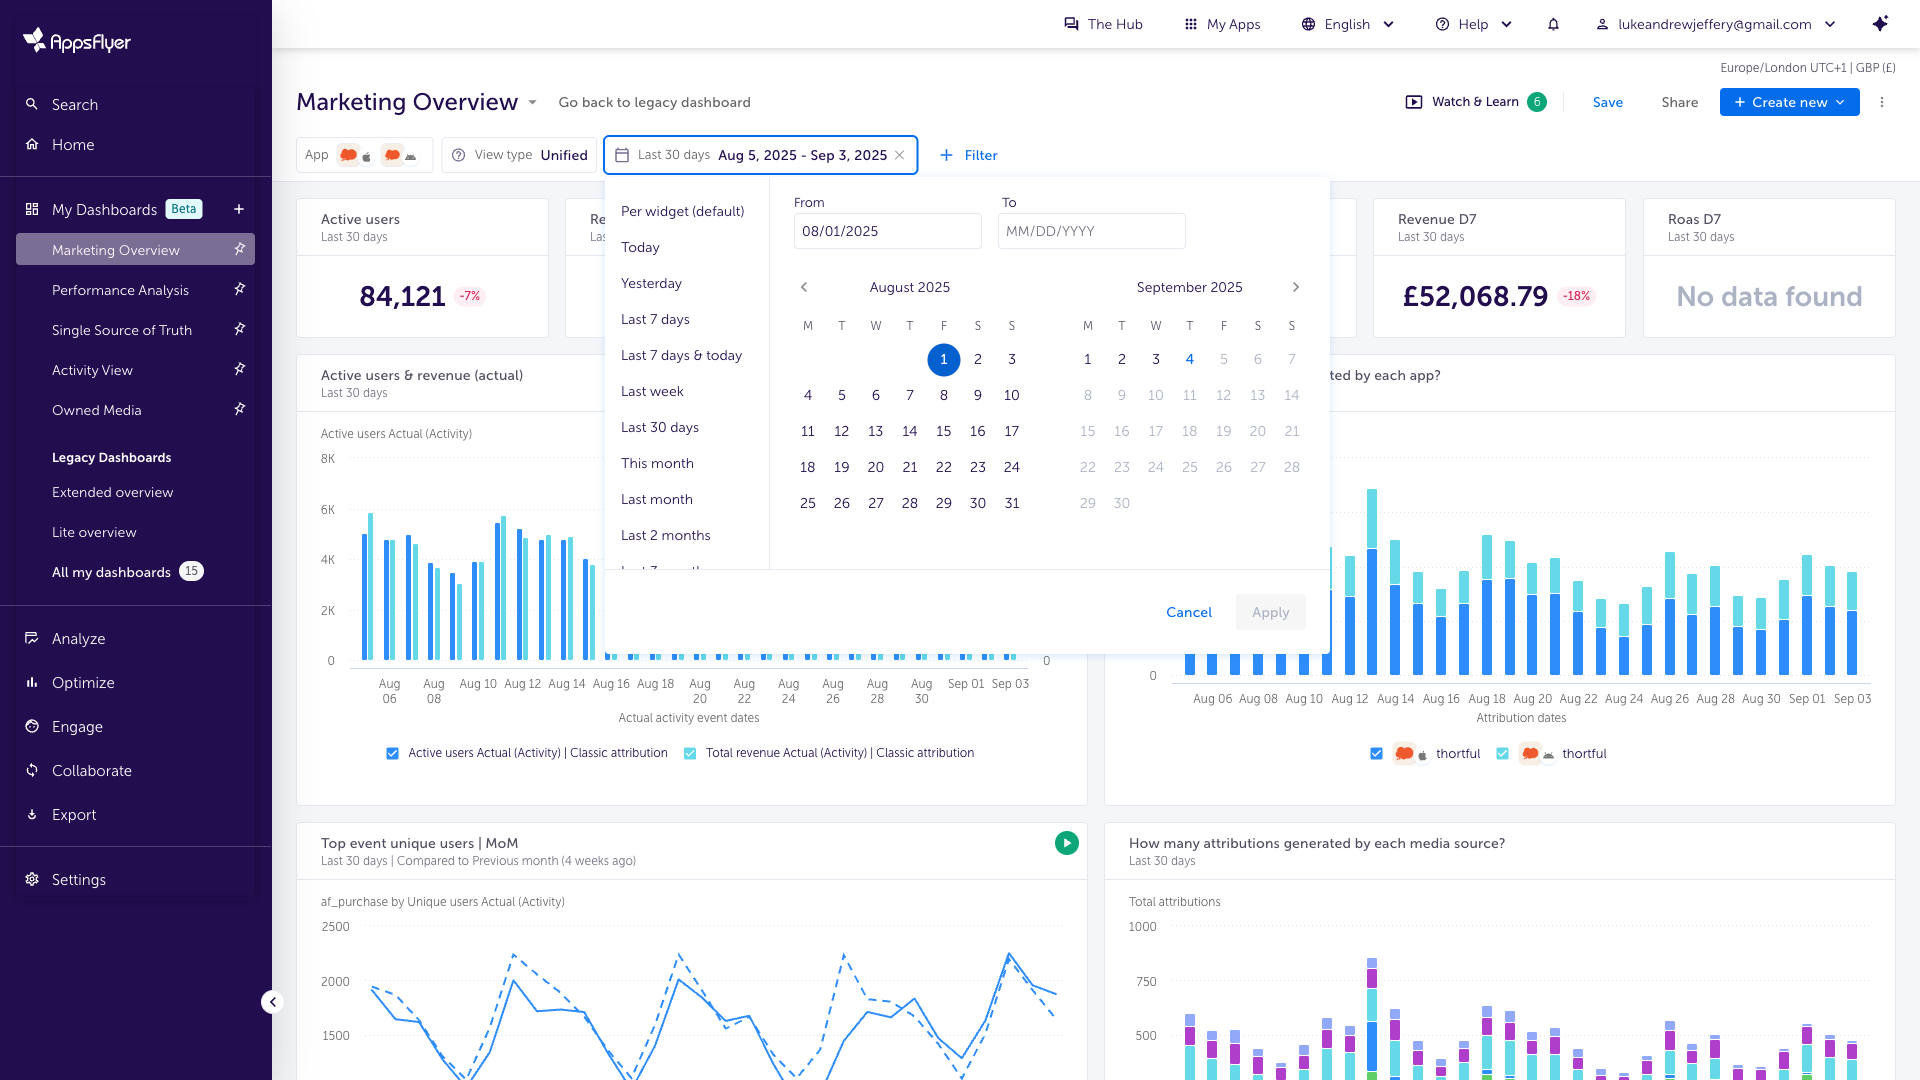 AppsFlyer
Search
Home
My Dashboards Beta +
Marketing Overview
Performance Analysis
Single Source of Truth
Activity View
Owned Media
Legacy Dashboards
Extended overview
Lite overview
All my dashboards 15
Analyze
Optimize
Engage
Collaborate
Export
Settings
The Hub My Apps English Help lukeandrewjeffery@gmail.com
Europe/London UTC+1 | GBP (£)
Marketing Overview Go back to legacy dashboard Watch & Learn 6 Save Share + Create new
App View type Unified Last 30 days Aug 5, 2025 - Sep 3, 2025 + Filter
Per widget (default)
Today
Yesterday
Last 7 days
Last 7 days & today
Last week
Last 30 days
This month
Last month
Last 2 months
From To
08/01/2025 MM/DD/YYYY
August 2025 September 2025
M T W T F S S M T W T F S S
1 2 3 1 2 3 4 5 6 7
4 5 6 7 8 9 10 8 9 10 11 12 13 14
11 12 13 14 15 16 17 15 16 17 18 19 20 21
18 19 20 21 22 23 24 22 23 24 25 26 27 28
25 26 27 28 29 30 31 29 30
Cancel Apply
Active users
Last 30 days
84,121 -7%
Revenue D7
Last 30 days
£52,068.79 -18%
Roas D7
Last 30 days
No data found
Active users & revenue (actual)
Last 30 days
Active users Actual (Activity)
8K
6K
4K
2K
0 0
Aug 06 Aug 08 Aug 10 Aug 12 Aug 14 Aug 16 Aug 18 Aug 20 Aug 22 Aug 24 Aug 26 Aug 28 Aug 30 Sep 01 Sep 03
Actual activity event dates
Active users Actual (Activity) | Classic attribution Total revenue Actual (Activity) | Classic attribution
ted by each app?
0
Aug 06 Aug 08 Aug 10 Aug 12 Aug 14 Aug 16 Aug 18 Aug 20 Aug 22 Aug 24 Aug 26 Aug 28 Aug 30 Sep 01 Sep 03
Attribution dates
thortful thortful
Top event unique users | MoM
Last 30 days | Compared to Previous month (4 weeks ago)
af_purchase by Unique users Actual (Activity)
2500
2000
1500
How many attributions generated by each media source?
Last 30 days
Total attributions
1000
750
500